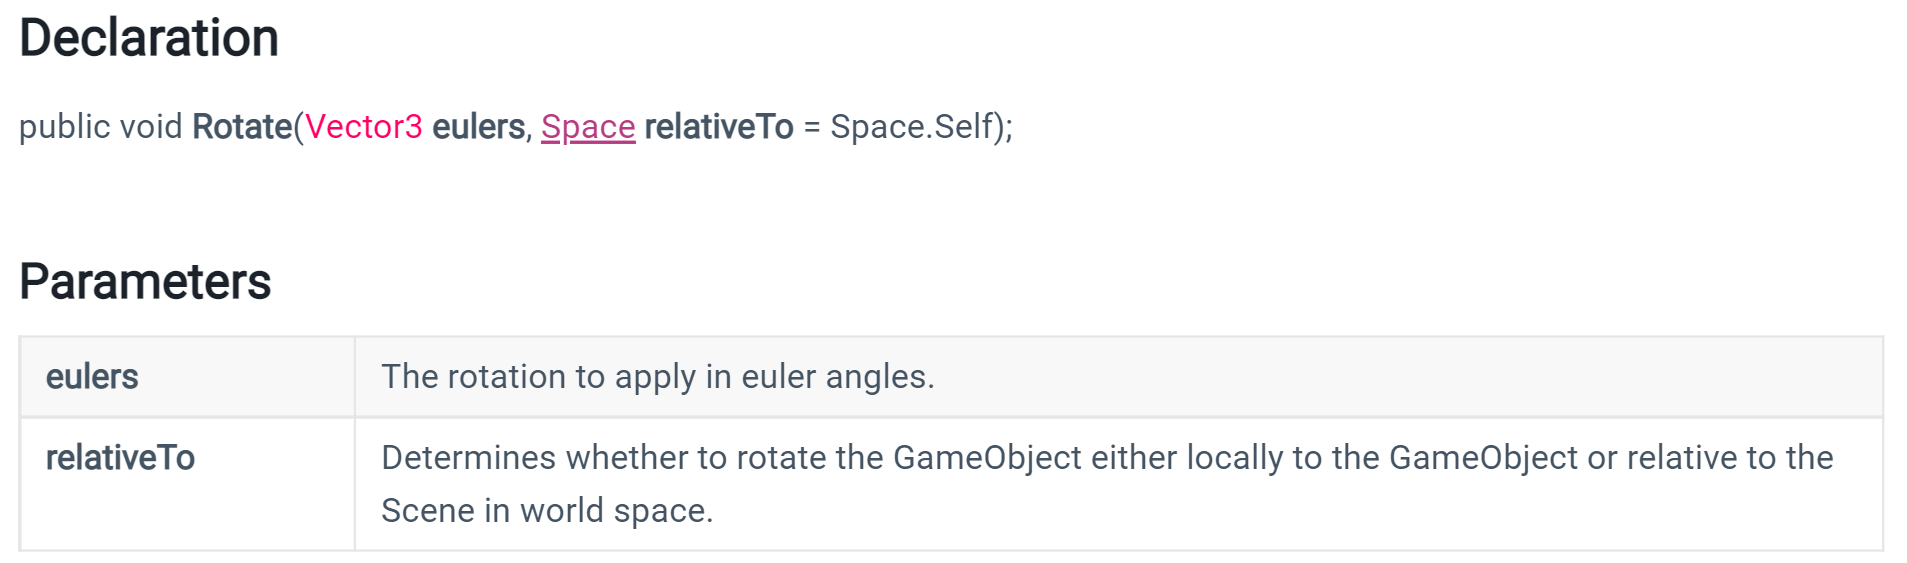 Declaration
public void Rotate(Vector3 eulers, Space relativeTo = Space.Self);
Parameters
eulers The rotation to apply in euler angles.
relativeTo Determines whether to rotate the GameObject either locally to the GameObject or relative to the
Scene in world space.